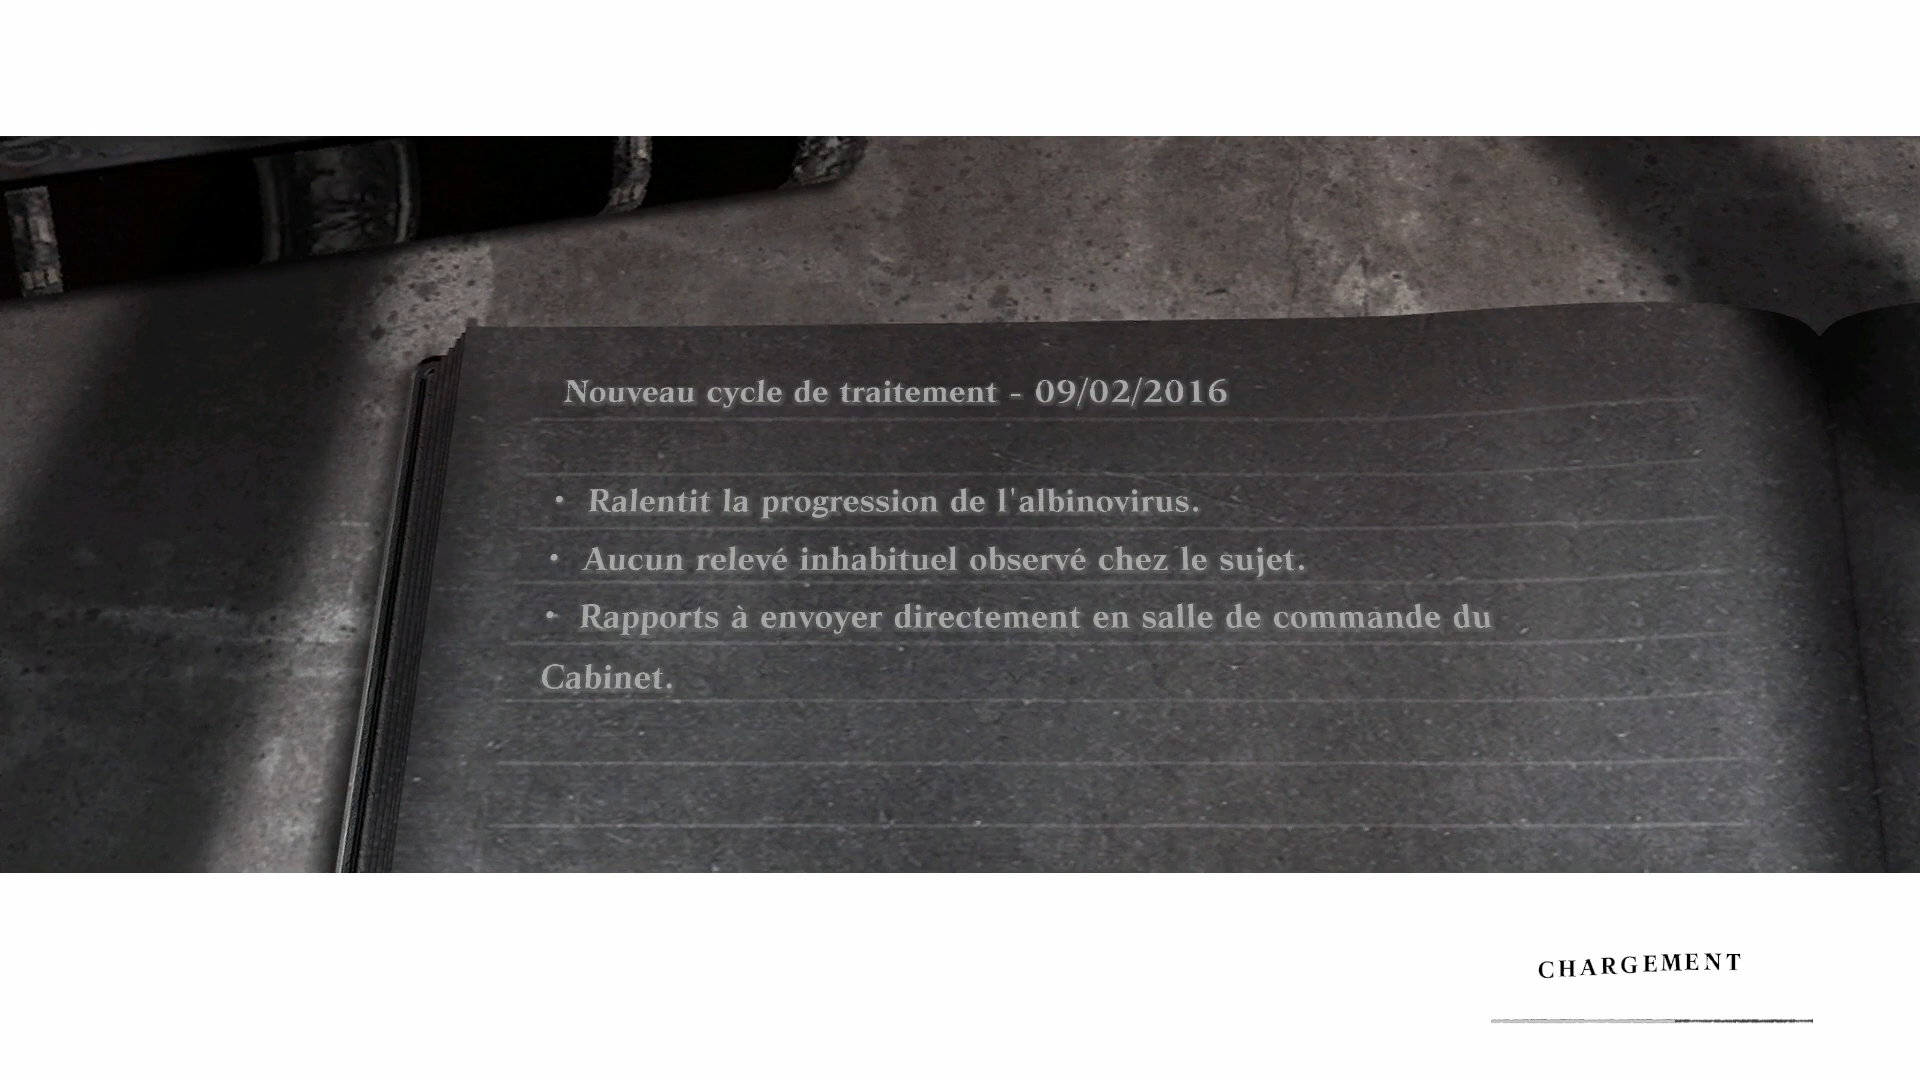 Nouveau cycle de traitement - 09/02/2016
• Ralentit la progression de l'albinovirus.
• Aucun relevé inhabituel observé chez le sujet.
• Rapports à envoyer directement en salle de commande du
Cabinet.
CHARGEMENT